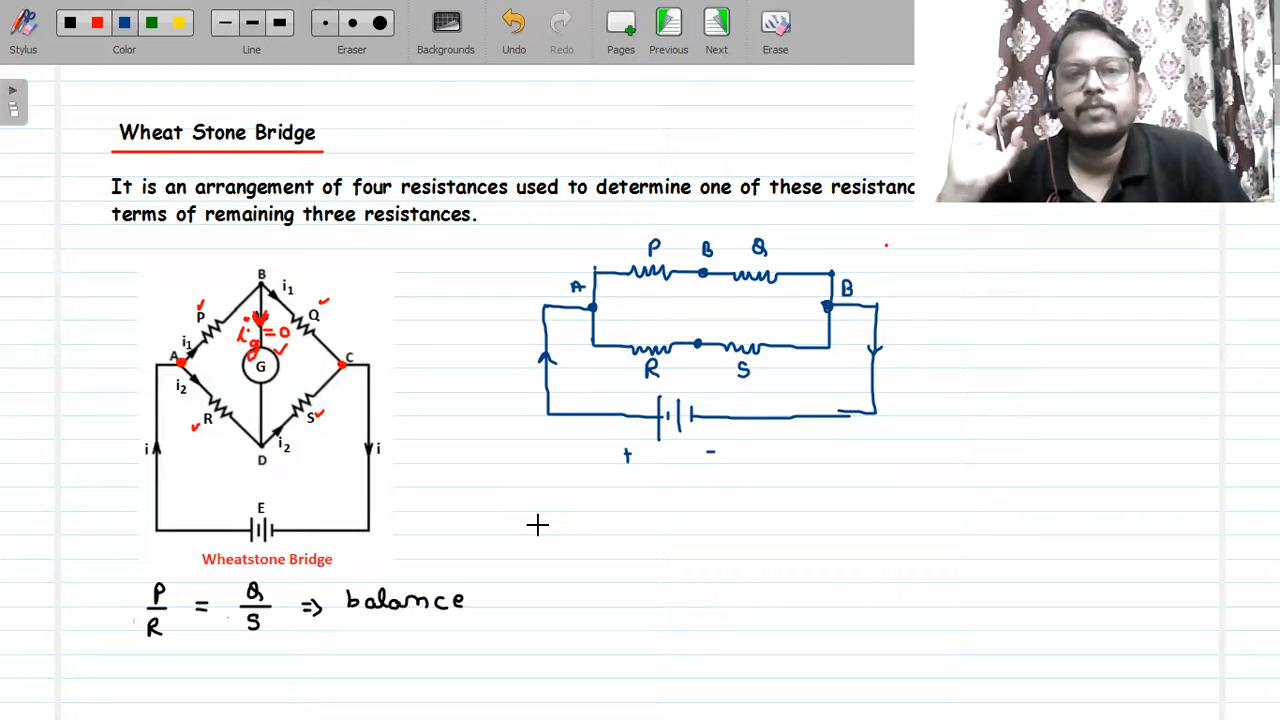 Stylus
Color
Line
Eraser
Backgrounds
Undo
Redo
Pages
Previous
Next
Erase
Wheat Stone Bridge
It is an arrangement of four resistances used to determine one of these resistanc
terms of remaining three resistances.
P B Q
A B
R S
+ -
B
i₁
P Q
i₁ ig = 0
A G C
i₂
R S
i₂
D
i i
E
Wheatstone Bridge
P/R = Q/S => balance